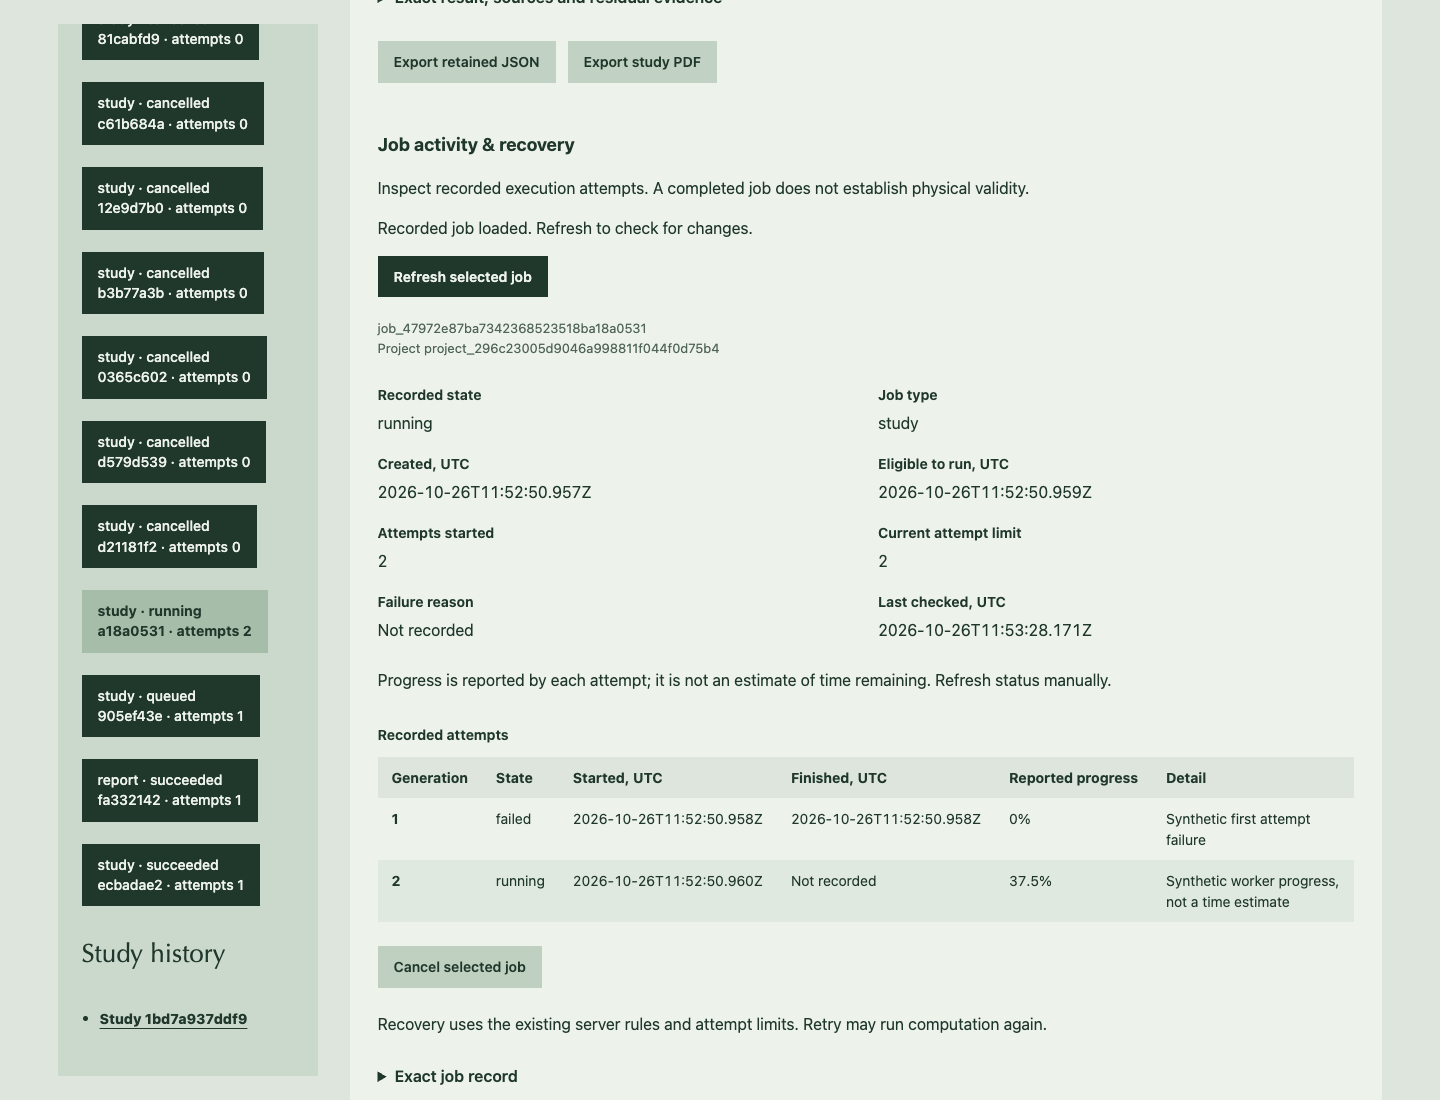 81cabfd9 · attempts 0
study · cancelled
c61b684a · attempts 0
study · cancelled
12e9d7b0 · attempts 0
study · cancelled
b3b77a3b · attempts 0
study · cancelled
0365c602 · attempts 0
study · cancelled
d579d539 · attempts 0
study · cancelled
d21181f2 · attempts 0
study · running
a18a0531 · attempts 2
study · queued
905ef43e · attempts 1
report · succeeded
fa332142 · attempts 1
study · succeeded
ecbadae2 · attempts 1
Study history
• Study 1bd7a937ddf9
Exact result, sources and residual evidence
Export retained JSON
Export study PDF
Job activity & recovery
Inspect recorded execution attempts. A completed job does not establish physical validity.
Recorded job loaded. Refresh to check for changes.
Refresh selected job
job_47972e87ba7342368523518ba18a0531
Project project_296c23005d9046a998811f044f0d75b4
Recorded state
running
Job type
study
Created, UTC
2026-10-26T11:52:50.957Z
Eligible to run, UTC
2026-10-26T11:52:50.959Z
Attempts started
2
Current attempt limit
2
Failure reason
Not recorded
Last checked, UTC
2026-10-26T11:53:28.171Z
Progress is reported by each attempt; it is not an estimate of time remaining. Refresh status manually.
Recorded attempts
Generation State Started, UTC Finished, UTC Reported progress Detail
1 failed 2026-10-26T11:52:50.958Z 2026-10-26T11:52:50.958Z 0% Synthetic first attempt
failure
2 running 2026-10-26T11:52:50.960Z Not recorded 37.5% Synthetic worker progress,
not a time estimate
Cancel selected job
Recovery uses the existing server rules and attempt limits. Retry may run computation again.
▶ Exact job record